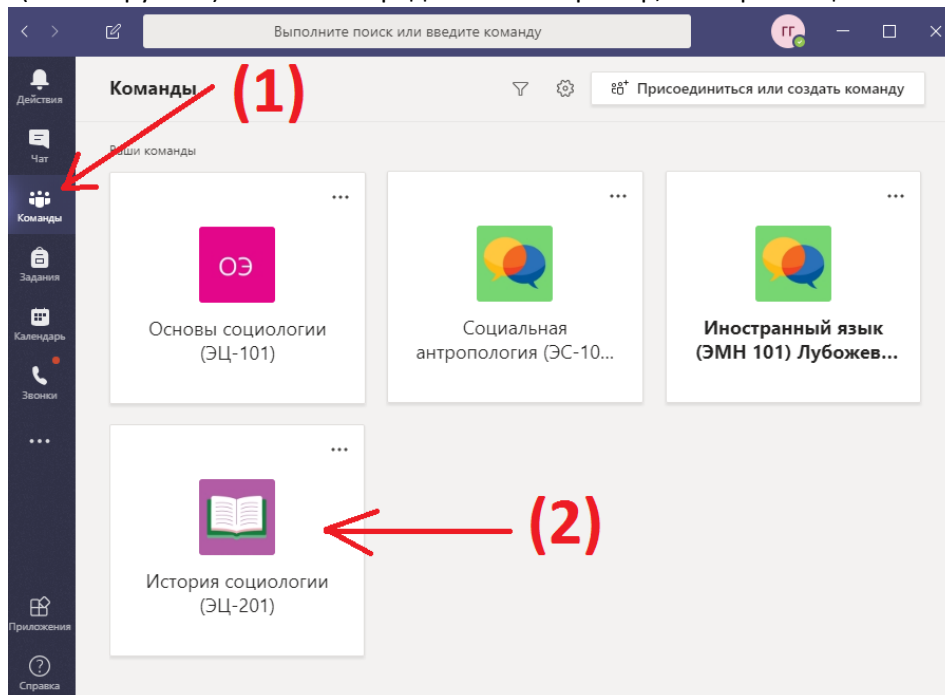 Выполните поиск или введите команду
ГГ
Действия
Чат
Команды
Задания
Календарь
Звонки
Приложения
Справка
Команды
(1)
Присоединиться или создать команду
Ваши команды
ОЭ
Основы социологии
(ЭЦ-101)
Социальная
антропология (ЭС-10...
Иностранный язык
(ЭМН 101) Лубожев...
История социологии
(ЭЦ-201)
(2)